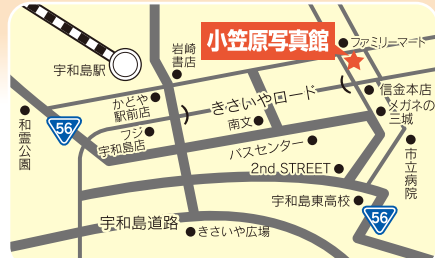 小笠原写真館
ファミリーマート
岩崎
書店
宇和島駅
信金本店
メガネの
三城
かどや
駅前店
きさいやロード
和霊公園
56
フジ
宇和島店
南文
バスセンター
市立病院
2nd STREET
宇和島東高校
56
宇和島道路
きさいや広場